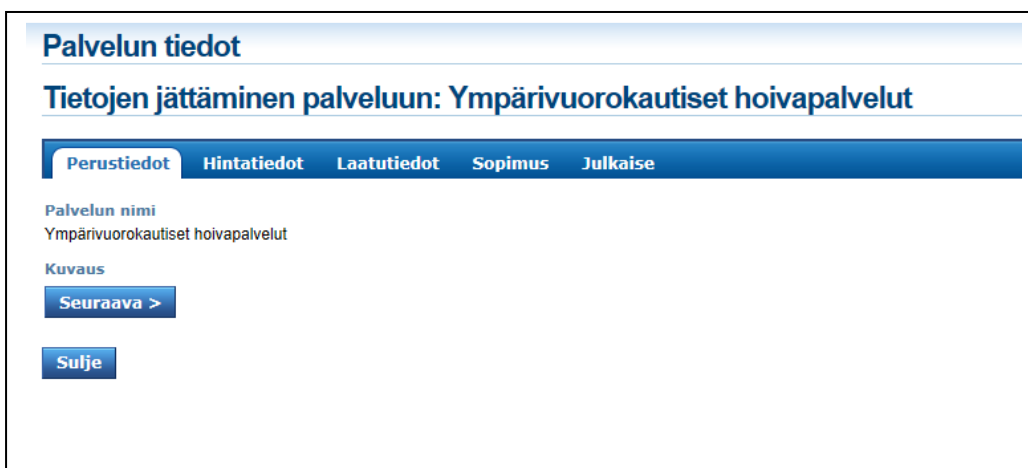 Palvelun tiedot
Tietojen jättäminen palveluun: Ympärivuorokautiset hoivapalvelut
Perustiedot Hintatiedot Laatutiedot Sopimus Julkaise
Palvelun nimi
Ympärivuorokautiset hoivapalvelut
Kuvaus
Seuraava >
Sulje